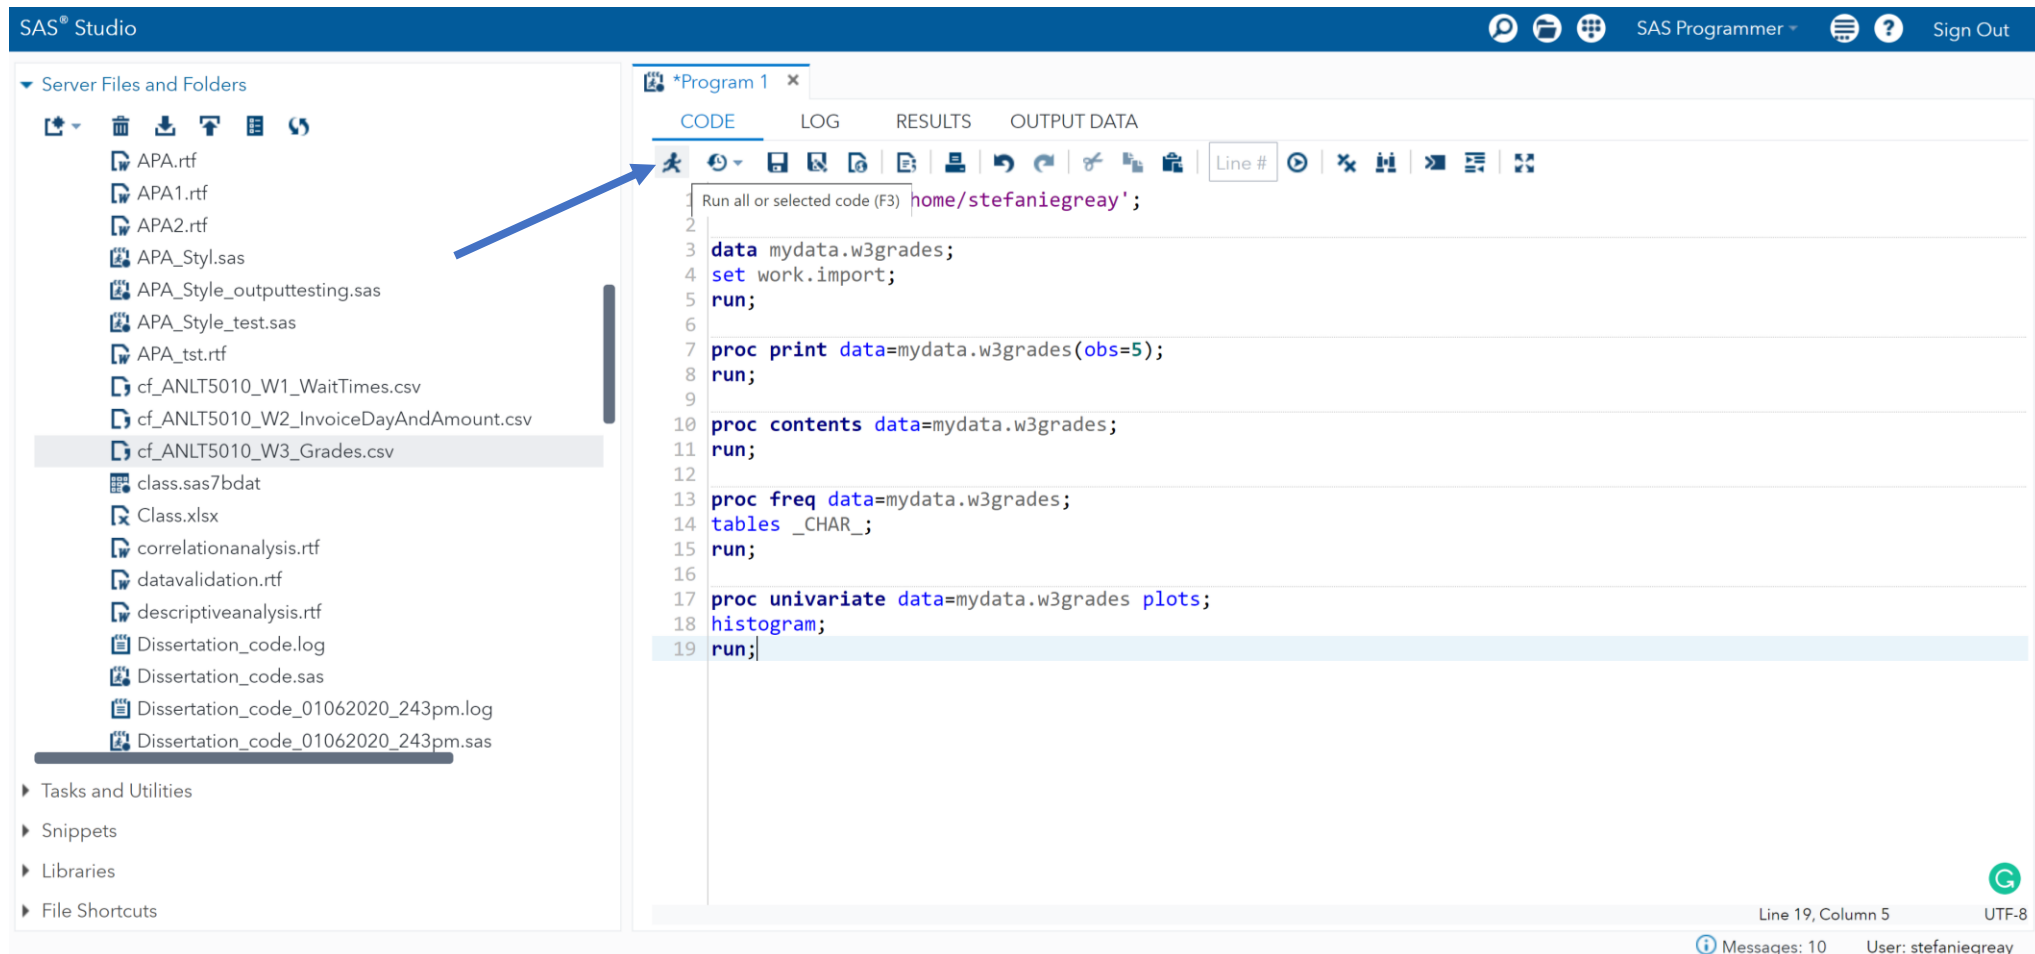 SAS® Studio
SAS Programmer
?
Sign Out
Server Files and Folders
APA.rtf
APA1.rtf
APA2.rtf
APA_Styl.sas
APA_Style_outputtesting.sas
APA_Style_test.sas
APA_tst.rtf
cf_ANLT5010_W1_WaitTimes.csv
cf_ANLT5010_W2_InvoiceDayAndAmount.csv
cf_ANLT5010_W3_Grades.csv
class.sas7bdat
Class.xlsx
correlationanalysis.rtf
datavalidation.rtf
descriptiveanalysis.rtf
Dissertation_code.log
Dissertation_code.sas
Dissertation_code_01062020_243pm.log
Dissertation_code_01062020_243pm.sas
Tasks and Utilities
Snippets
Libraries
File Shortcuts
*Program 1
CODE LOG RESULTS OUTPUT DATA
Line #
Run all or selected code (F3)
1 home/stefaniegreay';
2
3 data mydata.w3grades;
4 set work.import;
5 run;
6
7 proc print data=mydata.w3grades(obs=5);
8 run;
9
10 proc contents data=mydata.w3grades;
11 run;
12
13 proc freq data=mydata.w3grades;
14 tables _CHAR_;
15 run;
16
17 proc univariate data=mydata.w3grades plots;
18 histogram;
19 run;
G
Line 19, Column 5 UTF-8
Messages: 10 User: stefaniegreay